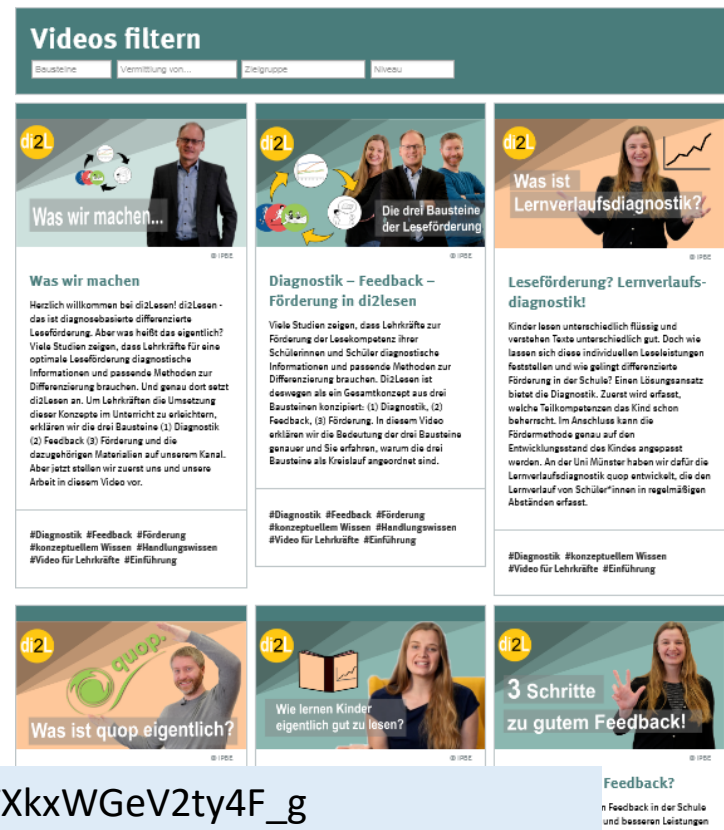 Videos filtern
Bausteine
Vermittlung von...
Zielgruppe
Niveau
di2L
Was wir machen...
© IPBE
Was wir machen
Herzlich willkommen bei di2Lesen! di2Lesen -
das ist diagnosebasierte differenzierte
Leseförderung. Aber was heißt das eigentlich?
Viele Studien zeigen, dass Lehrkräfte für eine
optimale Leseförderung diagnostische
Informationen und passende Methoden zur
Differenzierung brauchen. Und genau dort setzt
di2Lesen an. Um Lehrkräften die Umsetzung
dieser Konzepte im Unterricht zu erleichtern,
erklären wir die drei Bausteine (1) Diagnostik
(2) Feedback (3) Förderung und die
dazugehörigen Materialien auf unserem Kanal.
Aber jetzt stellen wir zuerst uns und unsere
Arbeit in diesem Video vor.
#Diagnostik #Feedback #Förderung
#konzeptuellem Wissen #Handlungswissen
#Video für Lehrkräfte #Einführung
di2L
Die drei Bausteine
der Leseförderung
© IPBE
Diagnostik – Feedback –
Förderung in di2lesen
Viele Studien zeigen, dass Lehrkräfte zur
Förderung der Lesekompetenz ihrer
Schülerinnen und Schüler diagnostische
Informationen und passende Methoden zur
Differenzierung brauchen. Di2Lesen ist
deswegen als ein Gesamtkonzept aus drei
Bausteinen konzipiert: (1) Diagnostik, (2)
Feedback, (3) Förderung. In diesem Video
erklären wir die Bedeutung der drei Bausteine
genauer und Sie erfahren, warum die drei
Bausteine als Kreislauf angeordnet sind.
#Diagnostik #Feedback #Förderung
#konzeptuellem Wissen #Handlungswissen
#Video für Lehrkräfte #Einführung
di2L
Was ist
Lernverlaufsdiagnostik?
© IPBE
Leseförderung? Lernverlaufs-
diagnostik!
Kinder lesen unterschiedlich flüssig und
verstehen Texte unterschiedlich gut. Doch wie
lassen sich diese individuellen Leseleistungen
feststellen und wie gelingt differenzierte
Förderung in der Schule? Einen Lösungsansatz
bietet die Diagnostik. Zuerst wird erfasst,
welche Teilkompetenzen das Kind schon
beherrscht. Im Anschluss kann die
Fördermethode genau auf den
Entwicklungsstand des Kindes angepasst
werden. An der Uni Münster haben wir dafür die
Lernverlaufsdiagnostik quop entwickelt, die den
Lernverlauf von Schüler*innen in regelmäßigen
Abständen erfasst.
#Diagnostik #konzeptuellem Wissen
#Video für Lehrkräfte #Einführung
di2L
quop.
Was ist quop eigentlich?
© IPBE
di2L
Wie lernen Kinder
eigentlich gut zu lesen?
© IPBE
di2L
3 Schritte
zu gutem Feedback!
© IPBE
Feedback?
n Feedback in der Schule
und besseren Leistungen
XkxWGeV2ty4F_g